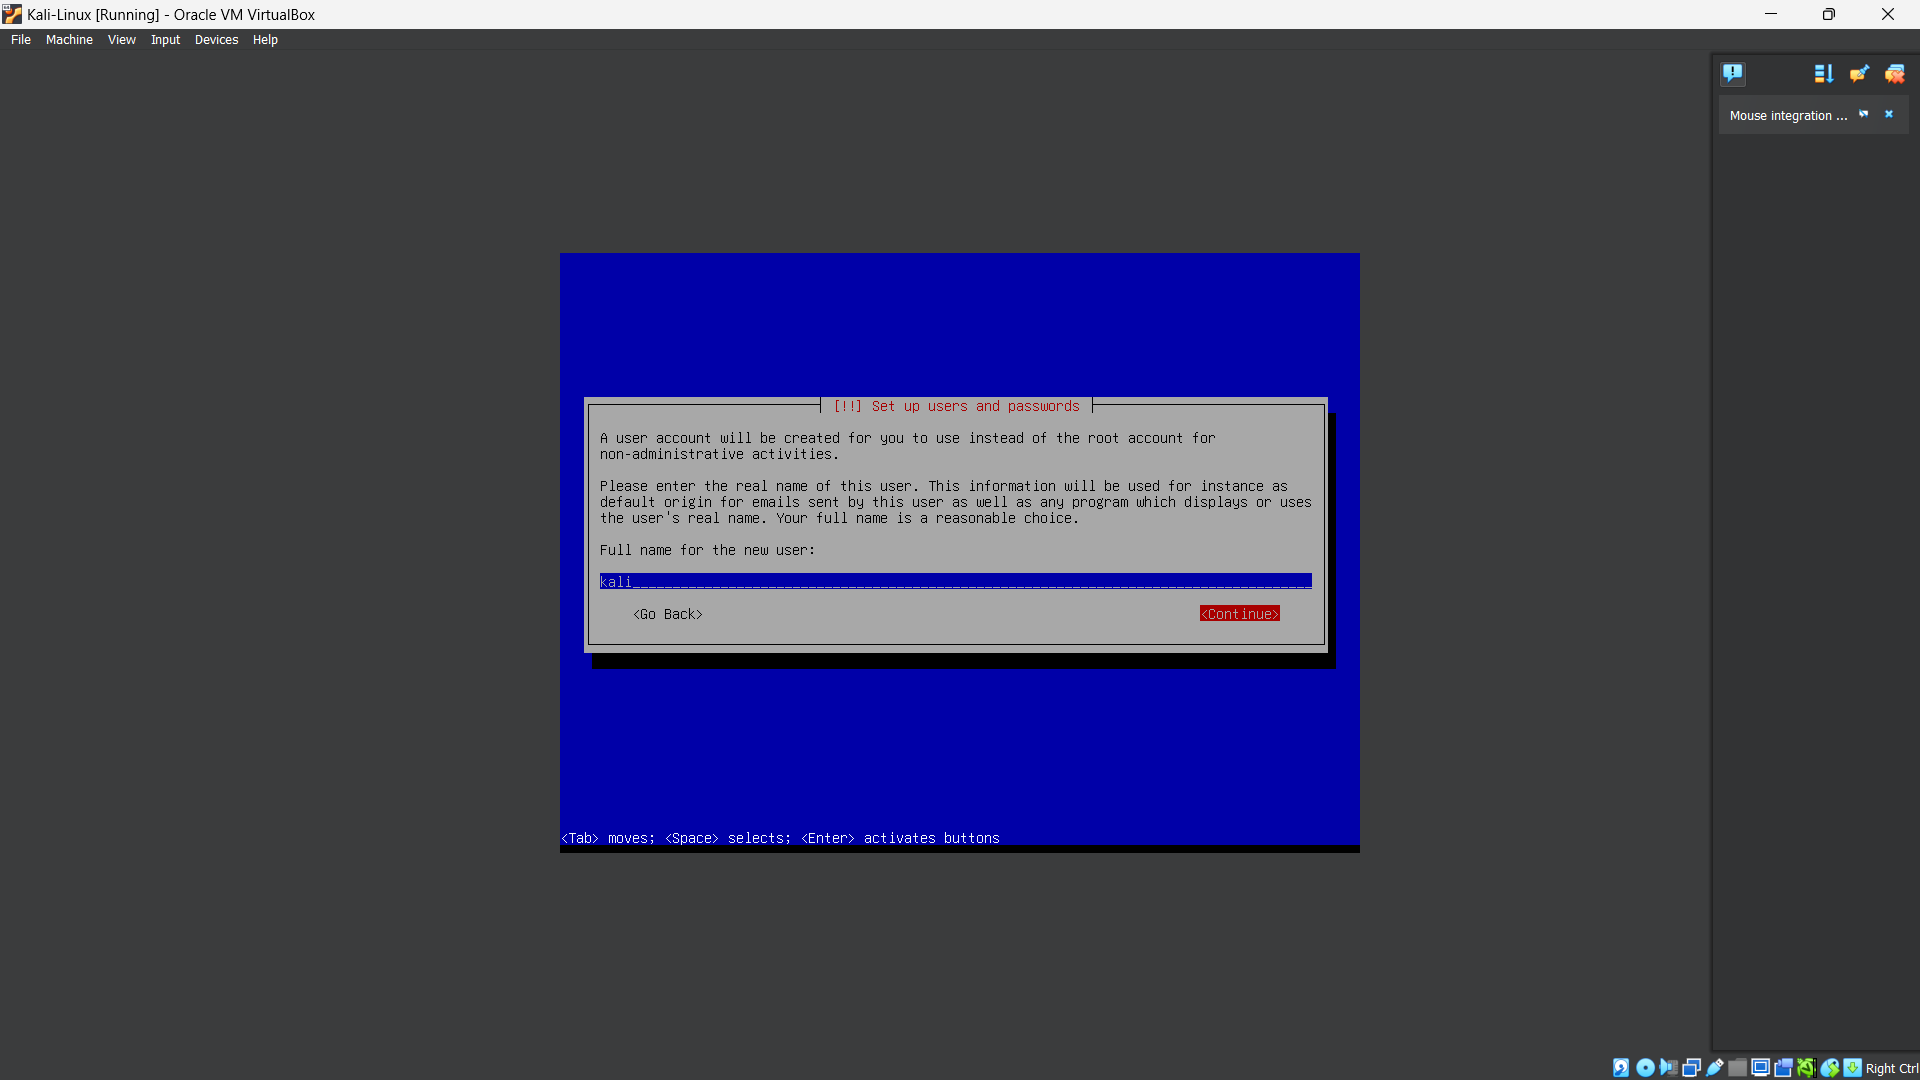 Kali-Linux [Running] - Oracle VM VirtualBox
File Machine View Input Devices Help
Mouse integration ...
[!!] Set up users and passwords
A user account will be created for you to use instead of the root account for
non-administrative activities.
Please enter the real name of this user. This information will be used for instance as
default origin for emails sent by this user as well as any program which displays or uses
the user's real name. Your full name is a reasonable choice.
Full name for the new user:
kali
<Go Back> <Continue>
<Tab> moves; <Space> selects; <Enter> activates buttons
Right Ctrl